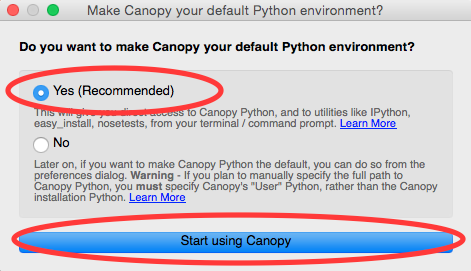 Make Canopy your default Python environment?
Do you want to make Canopy your default Python environment?
Yes (Recommended)
This will give you direct access to Canopy Python, and to utilities like IPython,
easy_install, nosetests, from your terminal / command prompt. Learn More
No
Later on, if you want to make Canopy Python the default, you can do so from the
preferences dialog. Warning - If you plan to manually specify the full path to
Canopy Python, you must specify Canopy's "User" Python, rather than the Canopy
installation Python. Learn More
Start using Canopy